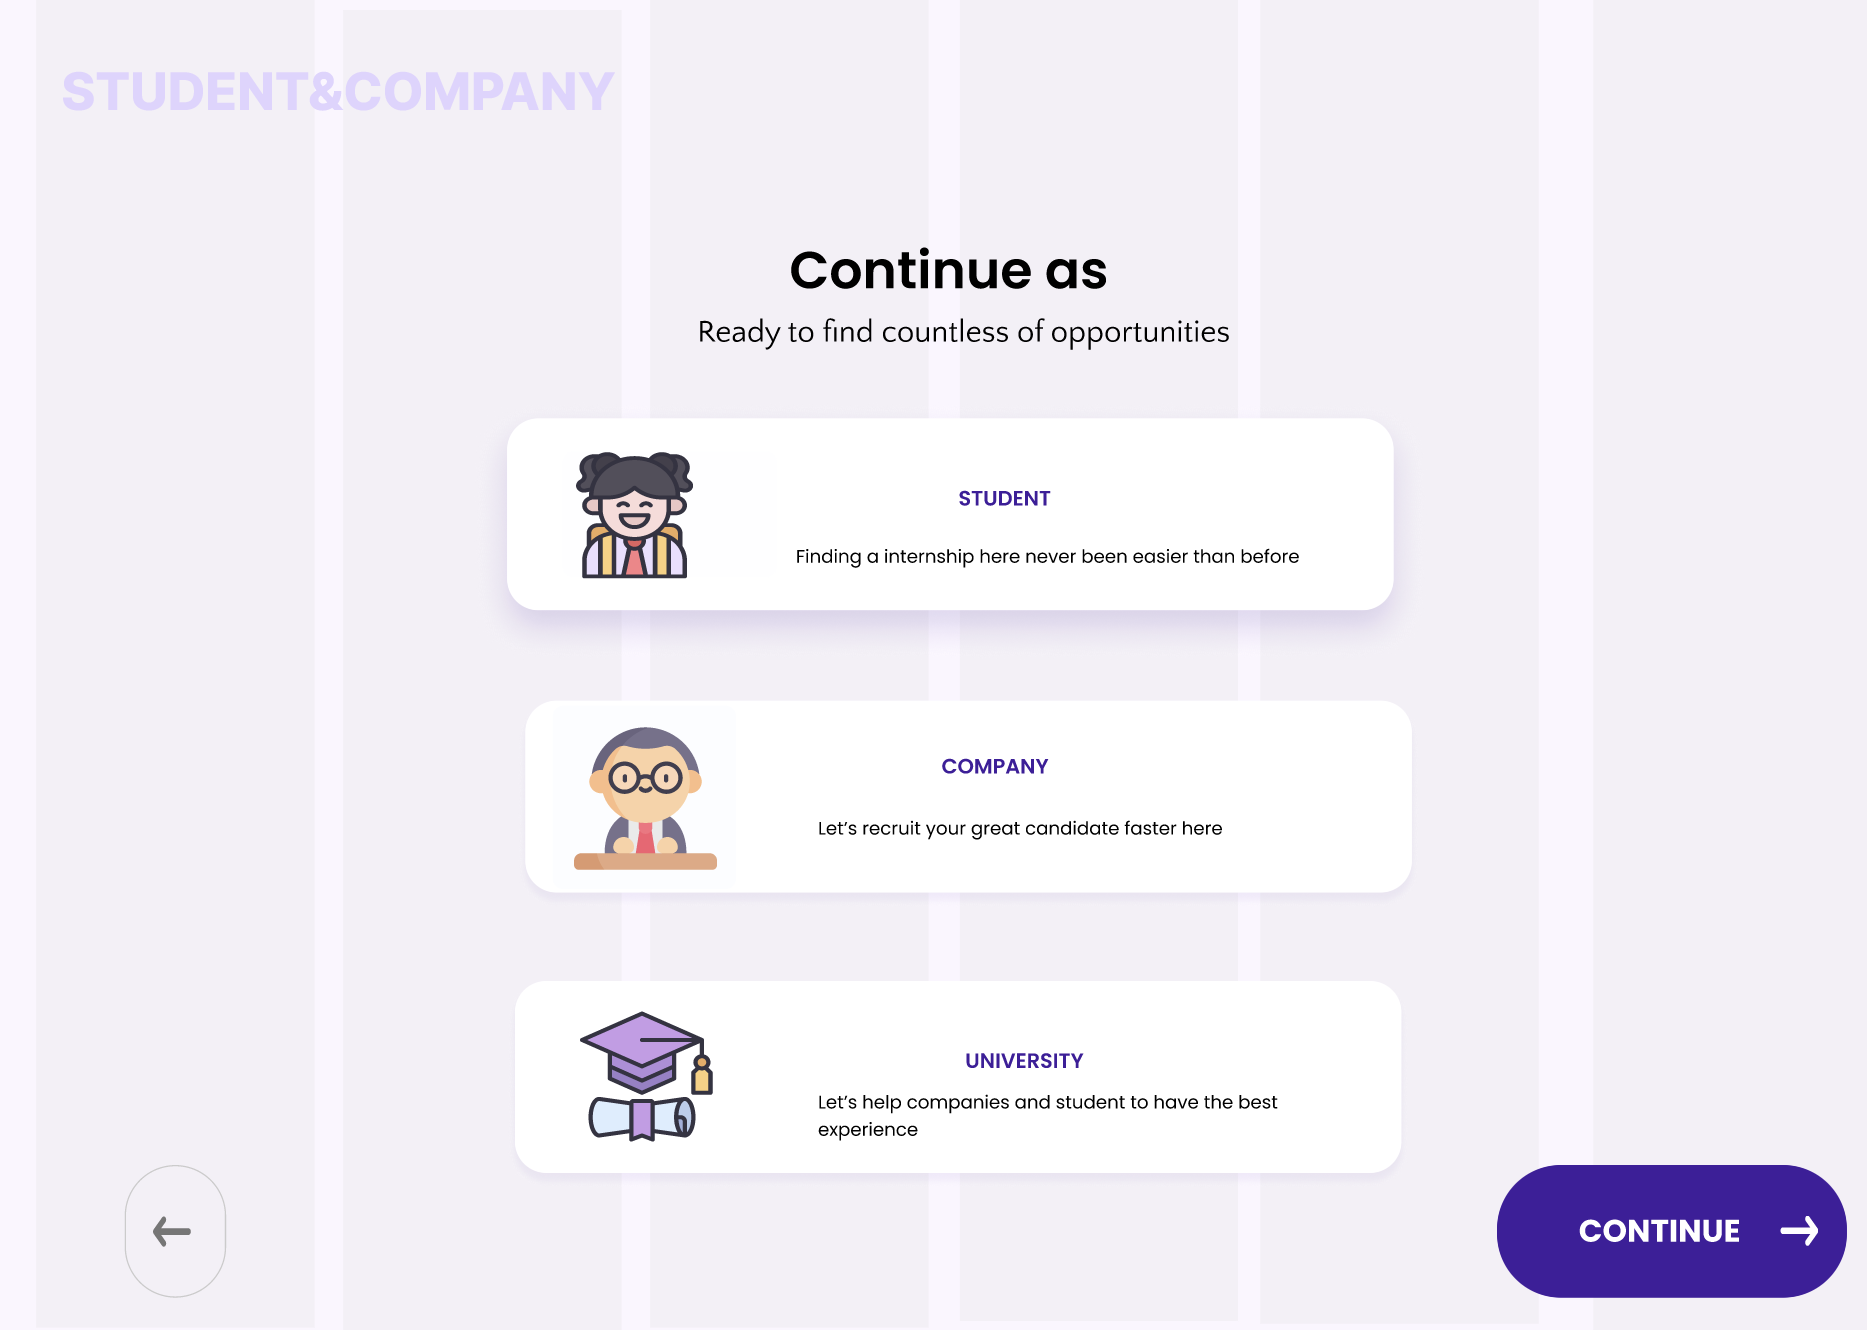 STUDENT&COMPANY
Continue as
Ready to find countless of opportunities
STUDENT
Finding a internship here never been easier than before
COMPANY
Let's recruit your great candidate faster here
UNIVERSITY
Let's help companies and student to have the best
experience
CONTINUE